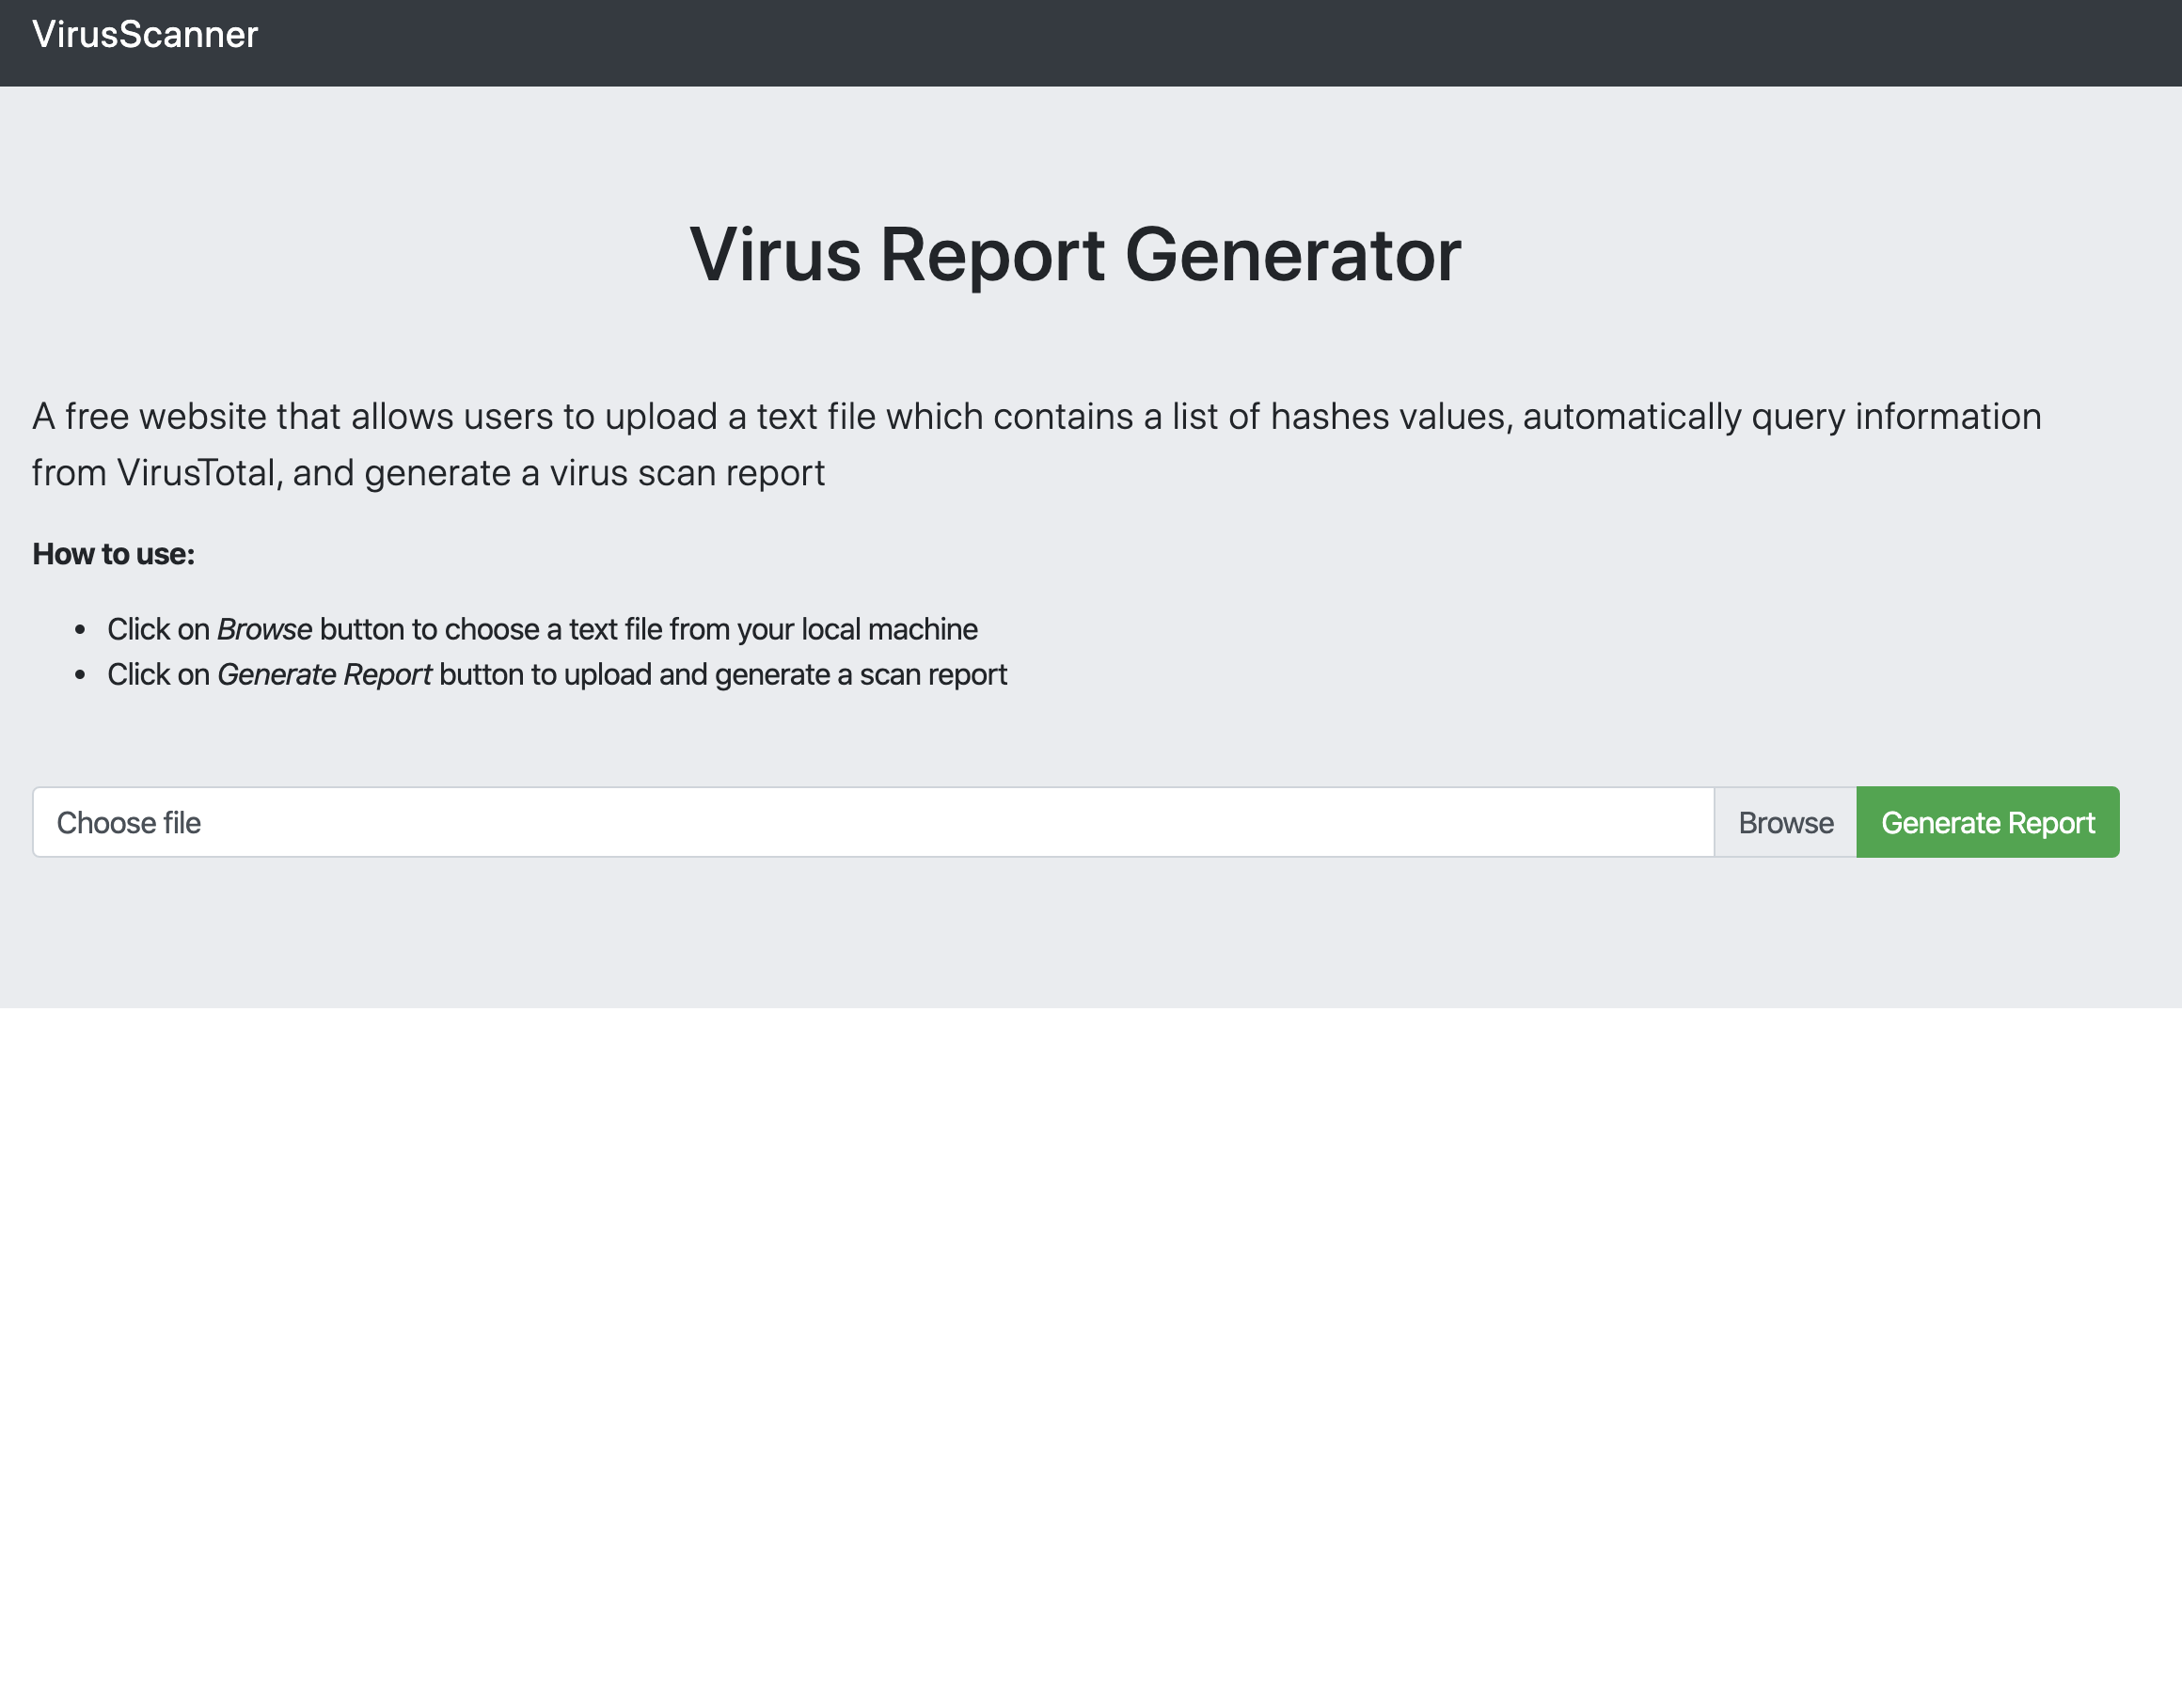 VirusScanner
Virus Report Generator
A free website that allows users to upload a text file which contains a list of hashes values, automatically query information
from VirusTotal, and generate a virus scan report
How to use:
• Click on Browse button to choose a text file from your local machine
• Click on Generate Report button to upload and generate a scan report
Choose file Browse Generate Report